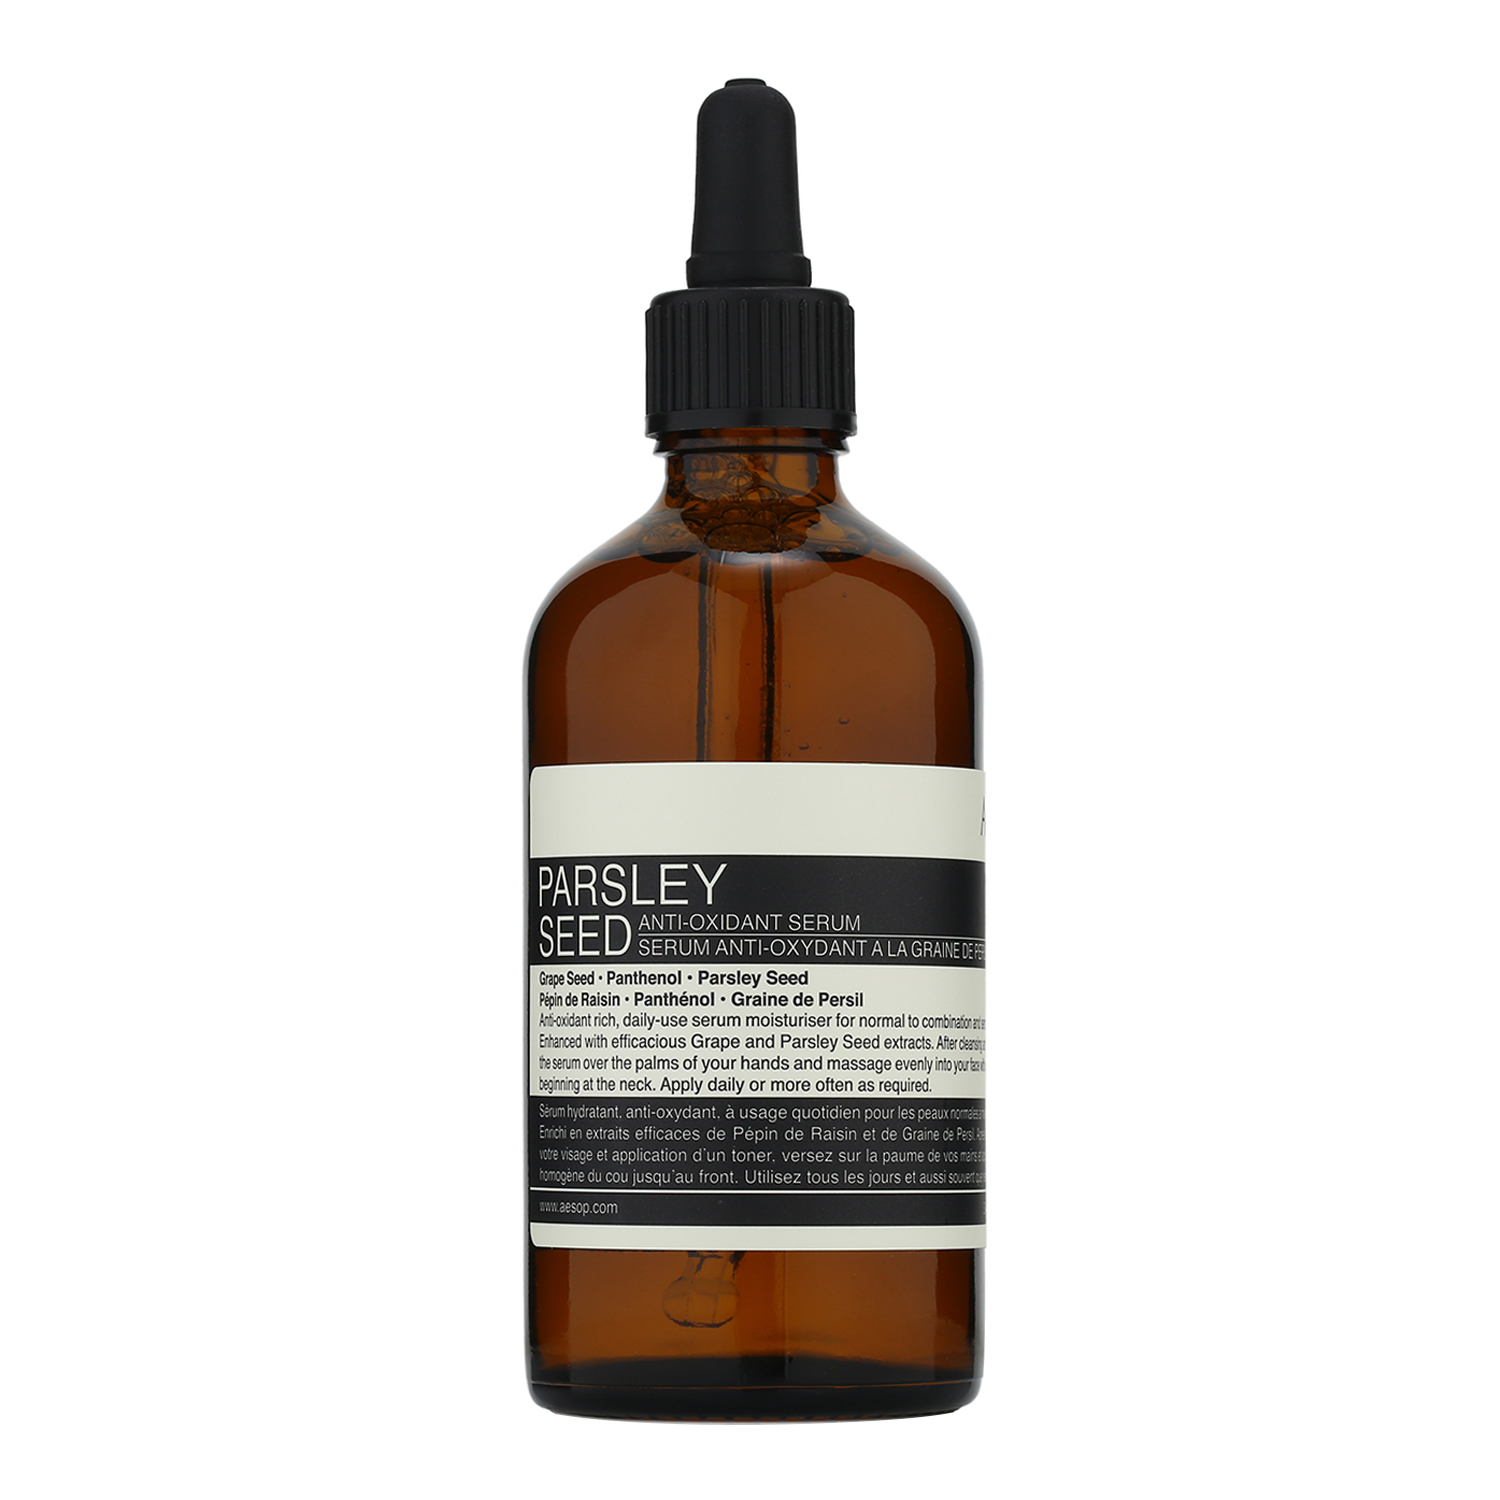 A
PARSLEY
SEED ANTI-OXIDANT SERUM
SERUM ANTI-OXYDANT A LA GRAINE DE
Grape Seed • Panthenol • Parsley Seed
Pépin de Raisin • Panthénol • Graine de Persil
Anti-oxidant rich, daily-use serum moisturiser for normal to combination and
Enhanced with efficacious Grape and Parsley Seed extracts. After cleansing
the serum over the palms of your hands and massage evenly into your face
beginning at the neck. Apply daily or more often as required.
Sérum hydratant, anti-oxydant, à usage quotidien pour les peaux normales
Enrichi en extraits efficaces de Pépin de Raisin et de Graine de Persil.
votre visage et application d'un toner, versez sur la paume de vos mains
homogène du cou jusqu'au front. Utilisez tous les jours et aussi souvent
www.aesop.com